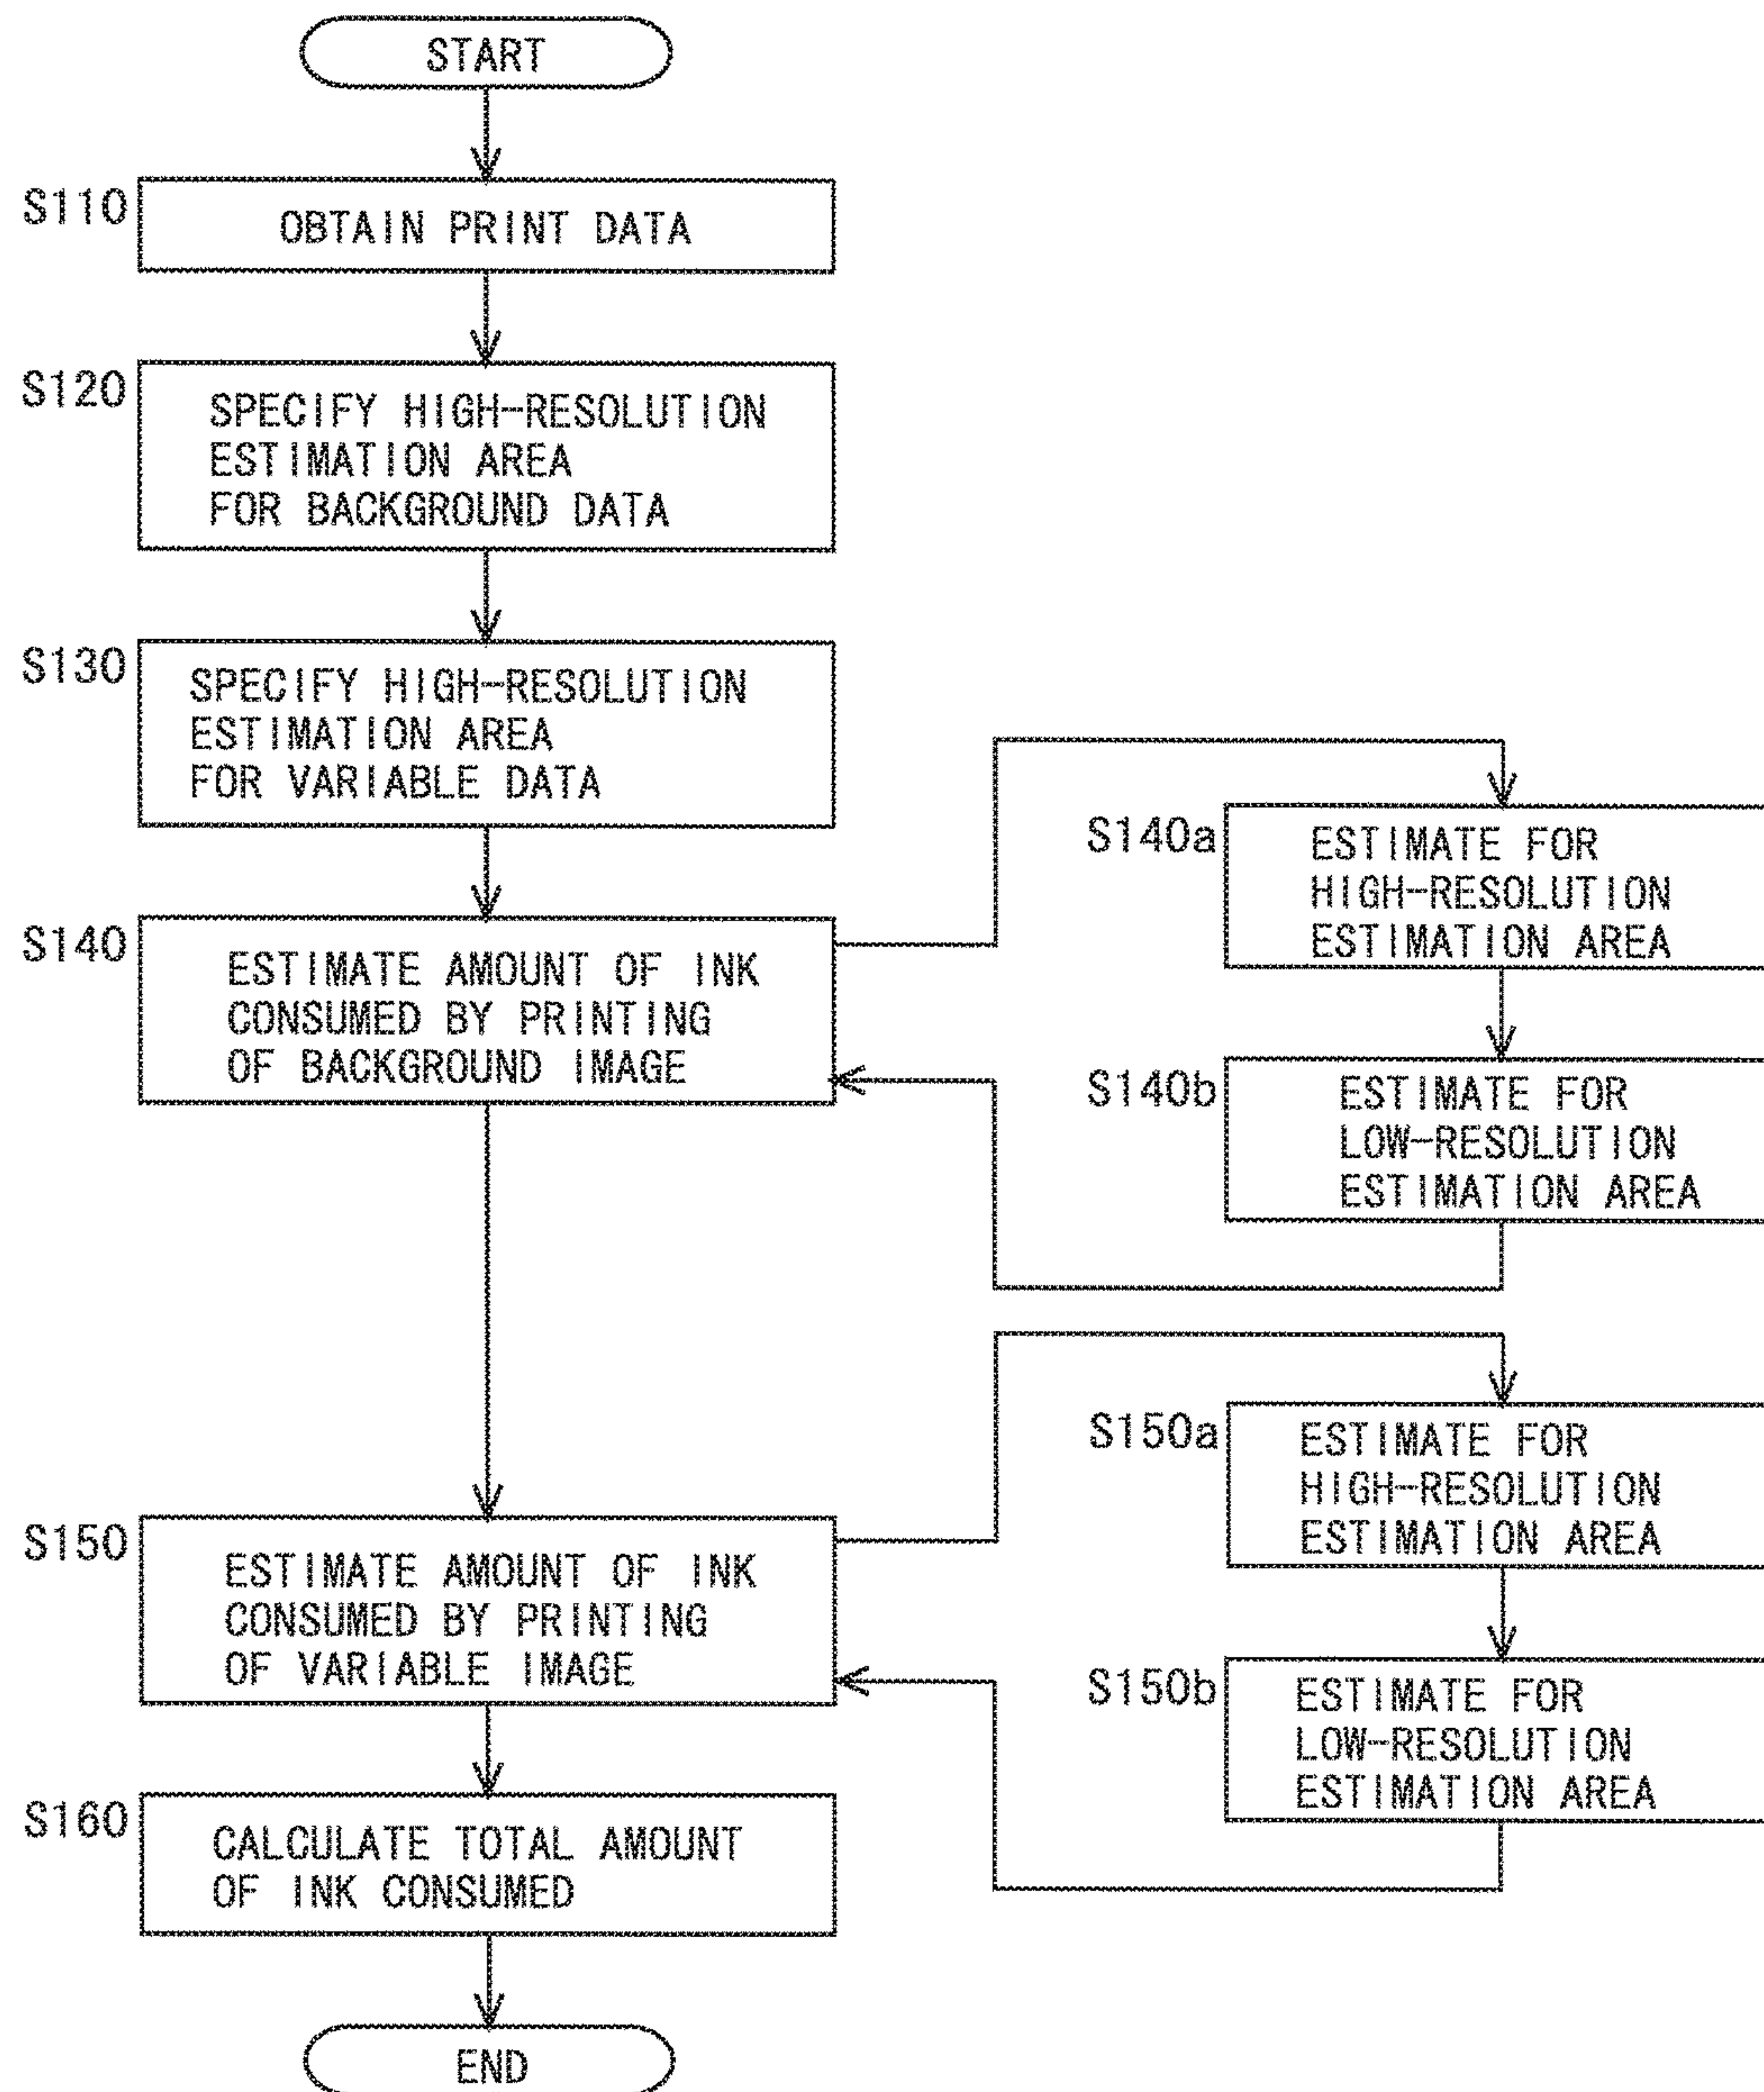 START
S110
OBTAIN PRINT DATA
S120
SPECIFY HIGH-RESOLUTION
ESTIMATION AREA
FOR BACKGROUND DATA
S130
SPECIFY HIGH-RESOLUTION
ESTIMATION AREA
FOR VARIABLE DATA
S140
ESTIMATE AMOUNT OF INK
CONSUMED BY PRINTING
OF BACKGROUND IMAGE
S140a
ESTIMATE FOR
HIGH-RESOLUTION
ESTIMATION AREA
S140b
ESTIMATE FOR
LOW-RESOLUTION
ESTIMATION AREA
S150
ESTIMATE AMOUNT OF INK
CONSUMED BY PRINTING
OF VARIABLE IMAGE
S150a
ESTIMATE FOR
HIGH-RESOLUTION
ESTIMATION AREA
S150b
ESTIMATE FOR
LOW-RESOLUTION
ESTIMATION AREA
S160
CALCULATE TOTAL AMOUNT
OF INK CONSUMED
END